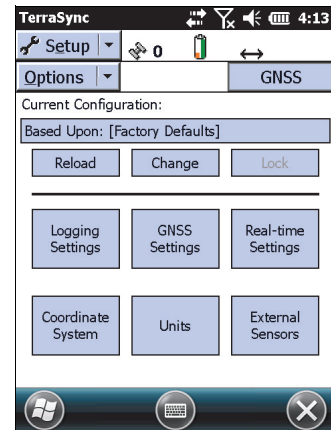 TerraSync 4:13
Setup 0
Options GNSS
Current Configuration:
Based Upon: [Factory Defaults]
Reload Change Lock
Logging Settings GNSS Settings Real-time Settings
Coordinate System Units External Sensors